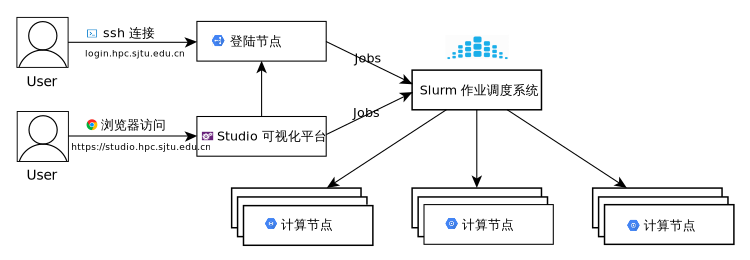 ssh 连接
login.hpc.sjtu.edu.cn
User
登陆节点
Jobs
Slurm 作业调度系统
浏览器访问
https://studio.hpc.sjtu.edu.cn
User
Studio 可视化平台
Jobs
计算节点
计算节点
计算节点